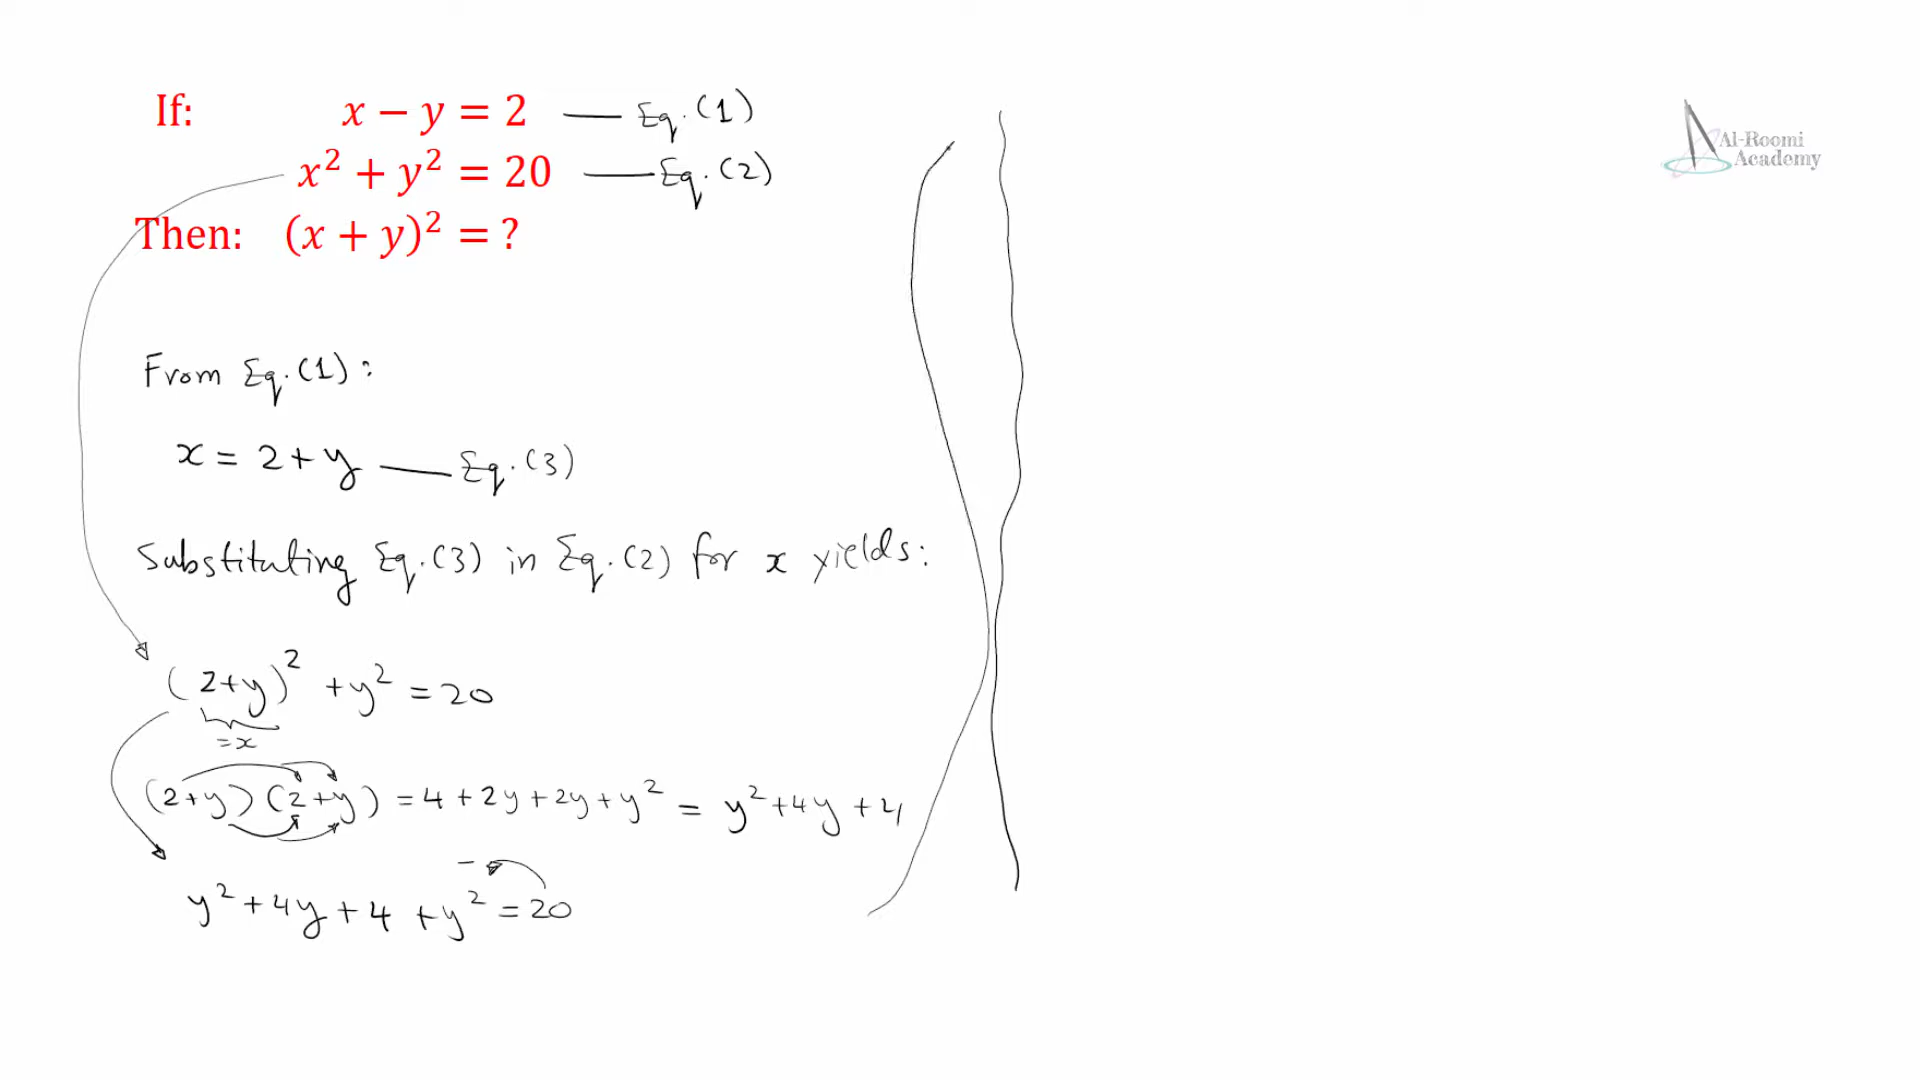 If: x − y = 2 — Eq.(1)
x² + y² = 20 — Eq.(2)
Then: (x + y)² = ?
From Eq.(1):
x = 2+y — Eq.(3)
Substituting Eq.(3) in Eq.(2) for x yields:
(2+y)² + y² = 20
=x
(2+y)(2+y) = 4 + 2y + 2y + y² = y² + 4y + 4
−
y² + 4y + 4 + y² = 20
Al-Roomi
Academy